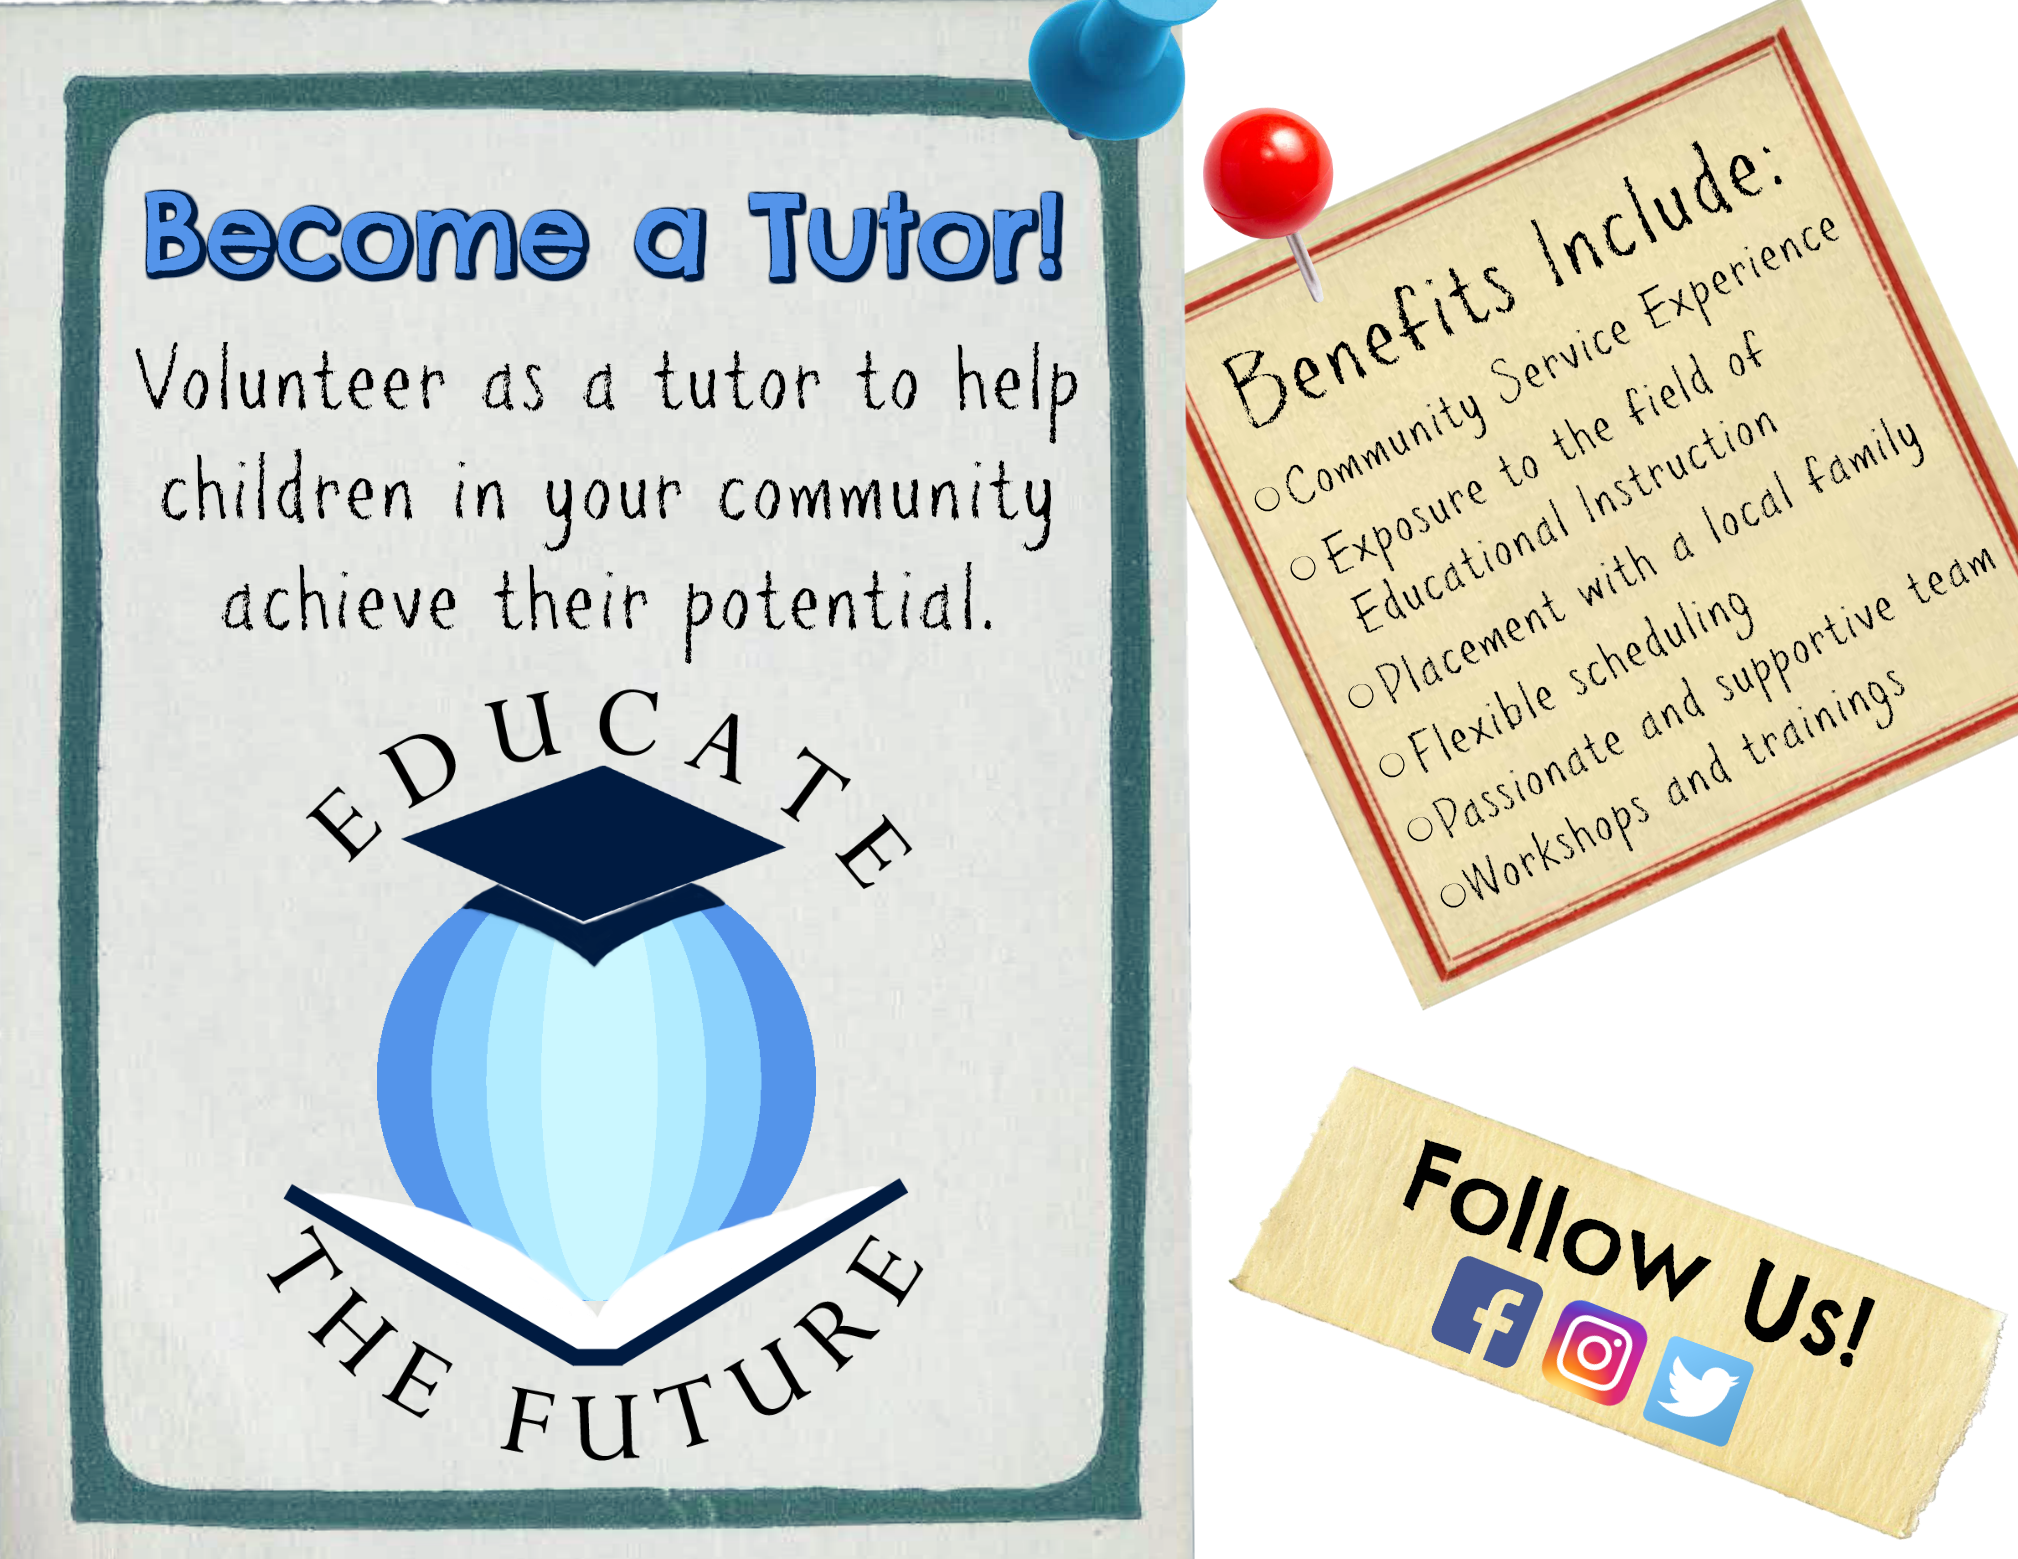 Become a Tutor!
Volunteer as a tutor to help
children in your community
achieve their potential.
EDUCATE
THE FUTURE
Benefits Include:
○Community Service Experience
○Exposure to the field of
Educational Instruction
○Placement with a local family
○Flexible scheduling
○Passionate and supportive team
○Workshops and trainings
Follow Us!